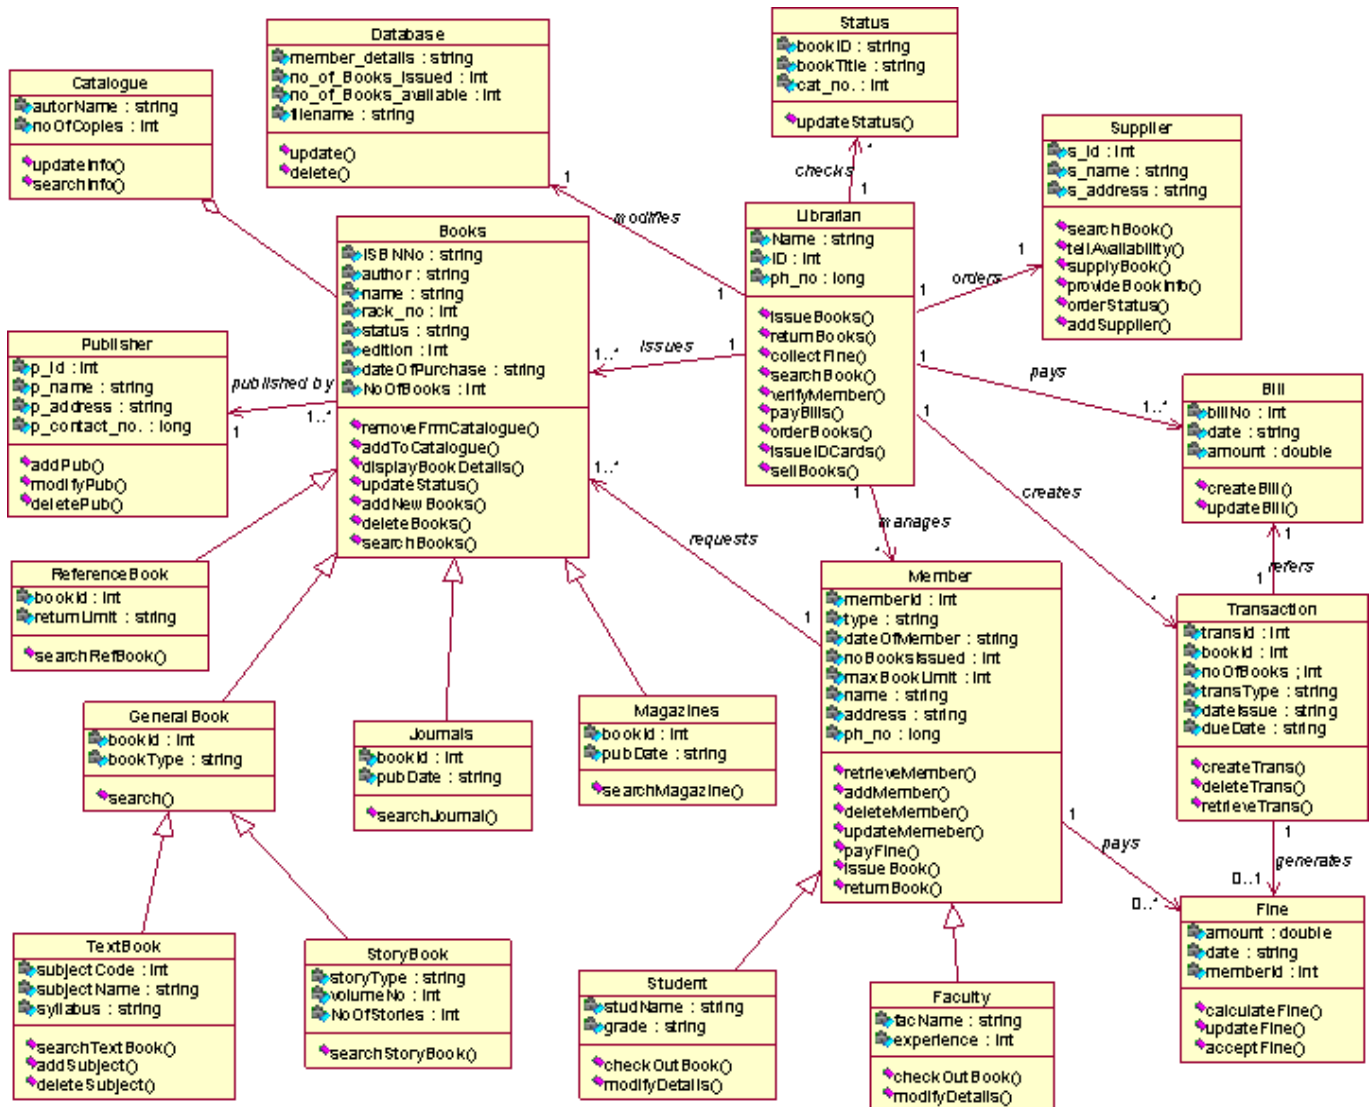 Catalogue
autorName : string
noOfCopies : int
updateInfo()
searchInfo()
Database
member_details : string
no_of_Books_issued : int
no_of_Books_available : int
filename : string
update()
delete()
Status
bookID : string
bookTitle : string
cat_no. : int
updateStatus()
Supplier
s_id : int
s_name : string
s_address : string
searchBook()
tellAvailability()
supplyBook()
provideBookInfo()
orderStatus()
addSupplier()
Librarian
Name : string
ID : int
ph_no : long
issueBooks()
returnBooks()
collectFine()
searchBook()
verifyMember()
payBills()
orderBooks()
issueIDCards()
sellBooks()
Books
ISBNNo : string
author : string
name : string
rack_no : int
status : string
edition : int
dateOfPurchase : string
NoOfBooks : int
removeFrmCatalogue()
addToCatalogue()
displayBookDetails()
updateStatus()
addNewBooks()
deleteBooks()
searchBooks()
Publisher
p_id : int
p_name : string
p_address : string
p_contact_no. : long
addPub()
modifyPub()
deletePub()
Bill
billNo : int
date : string
amount : double
createBill()
updateBill()
ReferenceBook
bookId : int
returnLimit : string
searchRefBook()
General Book
bookId : int
bookType : string
search()
Journals
bookId : int
pubDate : string
searchJournal()
Magazines
bookId : int
pubDate : string
searchMagazine()
Member
memberId : int
type : string
dateOfMember : string
noBooksIssued : int
maxBookLimit : int
name : string
address : string
ph_no : long
retrieveMember()
addMember()
deleteMember()
updateMemeber()
payFine()
issueBook()
returnBook()
Transaction
transId : int
bookId : int
noOfBooks : int
transType : string
dateIssue : string
dueDate : string
createTrans()
deleteTrans()
retrieveTrans()
TextBook
subjectCode : int
subjectName : string
syllabus : string
searchTextBook()
addSubject()
deleteSubject()
StoryBook
storyType : string
volumeNo : int
NoOfStories : int
searchStoryBook()
Student
studName : string
grade : string
checkOutBook()
modifyDetails()
Faculty
facName : string
experience : int
checkOutBook()
modifyDetails()
Fine
amount : double
date : string
memberId : int
calculateFine()
updateFine()
acceptFine()
modifies
1
1
checks
*
1
orders
1
1
issues
1
1..*
published by
1..*
1
pays
1
1..*
creates
1
*
manages
1
*
requests
1..*
1
refers
1
1
generates
1
0..1
pays
1
0..*